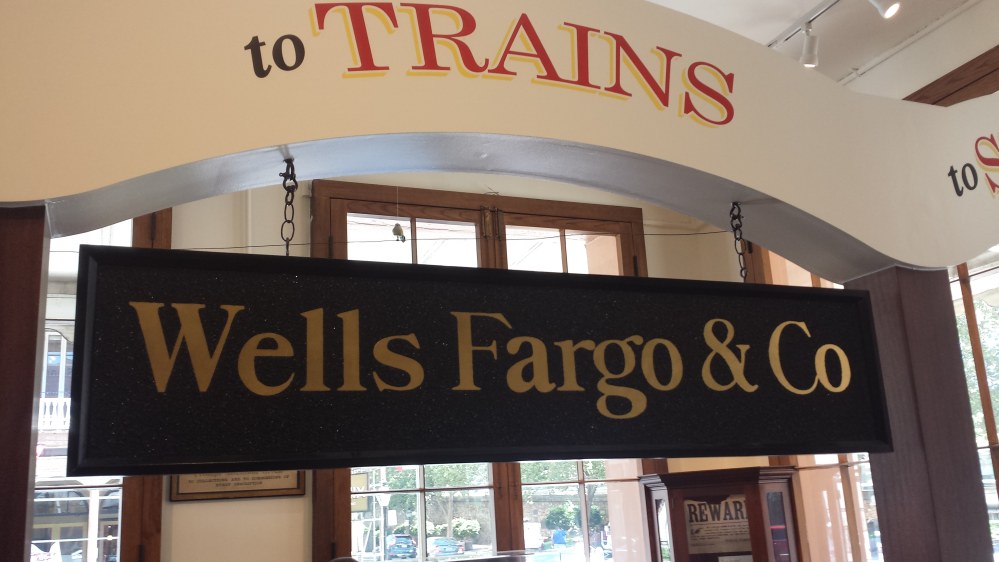 to TRAINS
to S
Wells Fargo & Co
REWARD